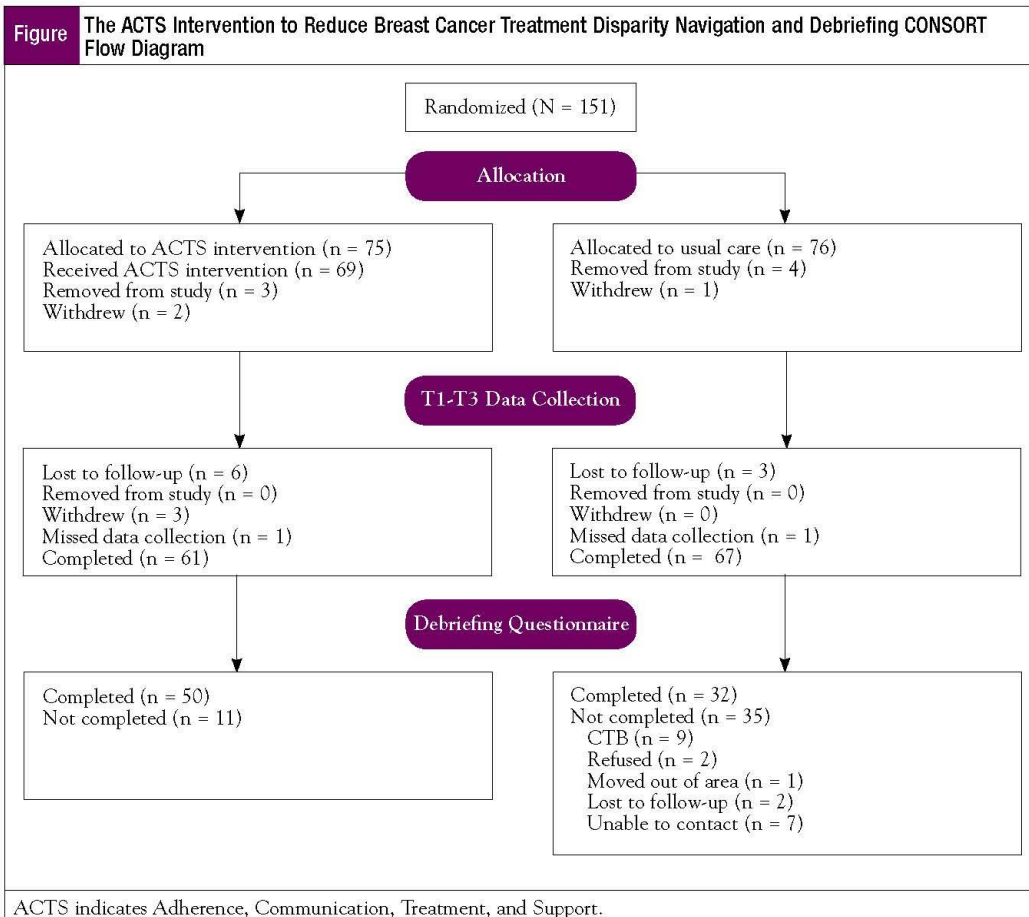 Figure
The ACTS Intervention to Reduce Breast Cancer Treatment Disparity Navigation and Debriefing CONSORT
Flow Diagram
Randomized (N = 151)
Allocation
Allocated to ACTS intervention (n = 75)
Received ACTS intervention (n = 69)
Removed from study (n = 3)
Withdrew (n = 2)
Allocated to usual care (n = 76)
Removed from study (n = 4)
Withdrew (n = 1)
T1-T3 Data Collection
Lost to follow-up (n = 6)
Removed from study (n = 0)
Withdrew (n = 3)
Missed data collection (n = 1)
Completed (n = 61)
Lost to follow-up (n = 3)
Removed from study (n = 0)
Withdrew (n = 0)
Missed data collection (n = 1)
Completed (n = 67)
Debriefing Questionnaire
Completed (n = 50)
Not completed (n = 11)
Completed (n = 32)
Not completed (n = 35)
CTB (n = 9)
Refused (n = 2)
Moved out of area (n = 1)
Lost to follow-up (n = 2)
Unable to contact (n = 7)
ACTS indicates Adherence, Communication, Treatment, and Support.